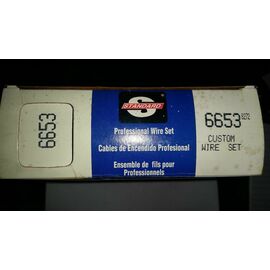 6653
STANDARD
Professional Wire Set
Cables de Encendido Profesional
Ensemble de fils pour
Professionnels
6653
CUSTOM
WIRE SET